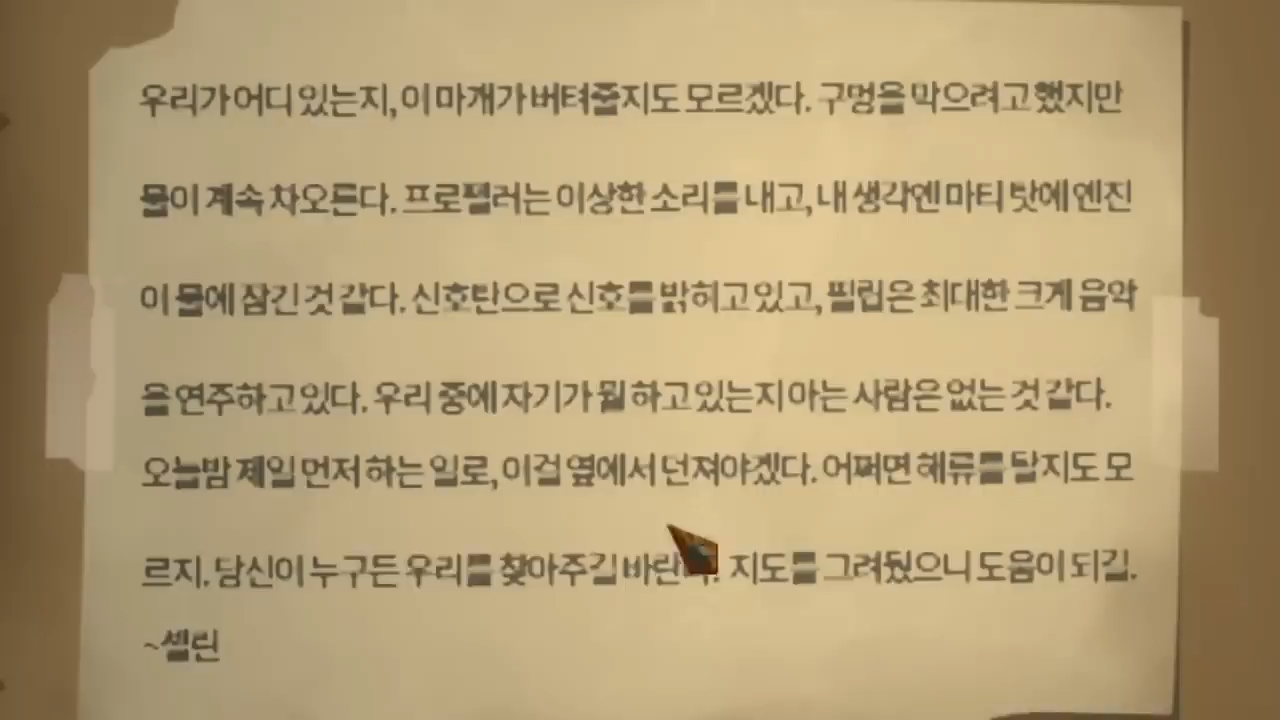 우리가 어디 있는지, 이 마개가 버텨줄지도 모르겠다. 구멍을 막으려고 했지만
물이 계속 차오른다. 프로펠러는 이상한 소리를 내고, 내 생각엔 마티 탓에 엔진
이 물에 잠긴 것 같다. 신호탄으로 신호를 밝히고 있고, 필립은 최대한 크게 음악
을 연주하고 있다. 우리 중에 자기가 뭘 하고 있는지 아는 사람은 없는 것 같다.
오늘밤 제일 먼저 하는 일로, 이걸 옆에서 던져야겠다. 어쩌면 해류를 탈지도 모
르지. 당신이 누구든 우리를 찾아주길 바란다. 지도를 그려뒀으니 도움이 되길.
~셀린